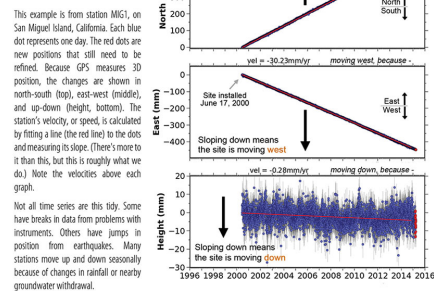 This example is from station MIG1, on
San Miguel Island, California. Each blue
dot represents one day. The red dots are
new positions that still need to be
refined. Because GPS measures 3D
position, the changes are shown in
north-south (top), east-west (middle),
and up-down (height, bottom). The
station's velocity, or speed, is calculated
by fitting a line (the red line) to the dots
and measuring its slope. (There's more to
it than this, but this is roughly what we
do.) Note the velocities above each
graph.
Not all time series are this tidy. Some
have breaks in data from problems with
instruments. Others have jumps in
position from earthquakes. Many
stations move up and down seasonally
because of changes in rainfall or nearby
groundwater withdrawal.
North
200
100
0
North
South
vel = -30.23mm/yr moving west, because -
East (mm)
0
-100
-200
-300
-400
Site installed
June 17, 2000
East
West
Sloping down means
the site is moving west
vel = -0.28mm/yr moving down, because -
Height (mm)
20
10
0
-10
-20
-30
Sloping down means
the site is moving down
1996 1998 2000 2002 2004 2006 2008 2010 2012 2014 2016